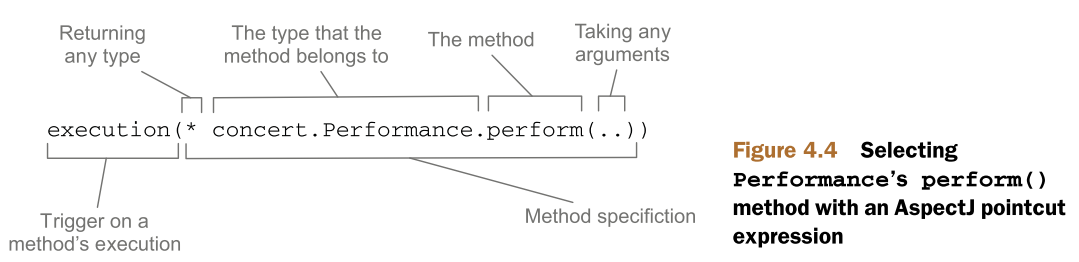 Returning
any type
The type that the
method belongs to
The method
Taking any
arguments
execution(* concert.Performance.perform(..))
Trigger on a
method's execution
Method specifiction
Figure 4.4 Selecting
Performance's perform()
method with an AspectJ pointcut
expression